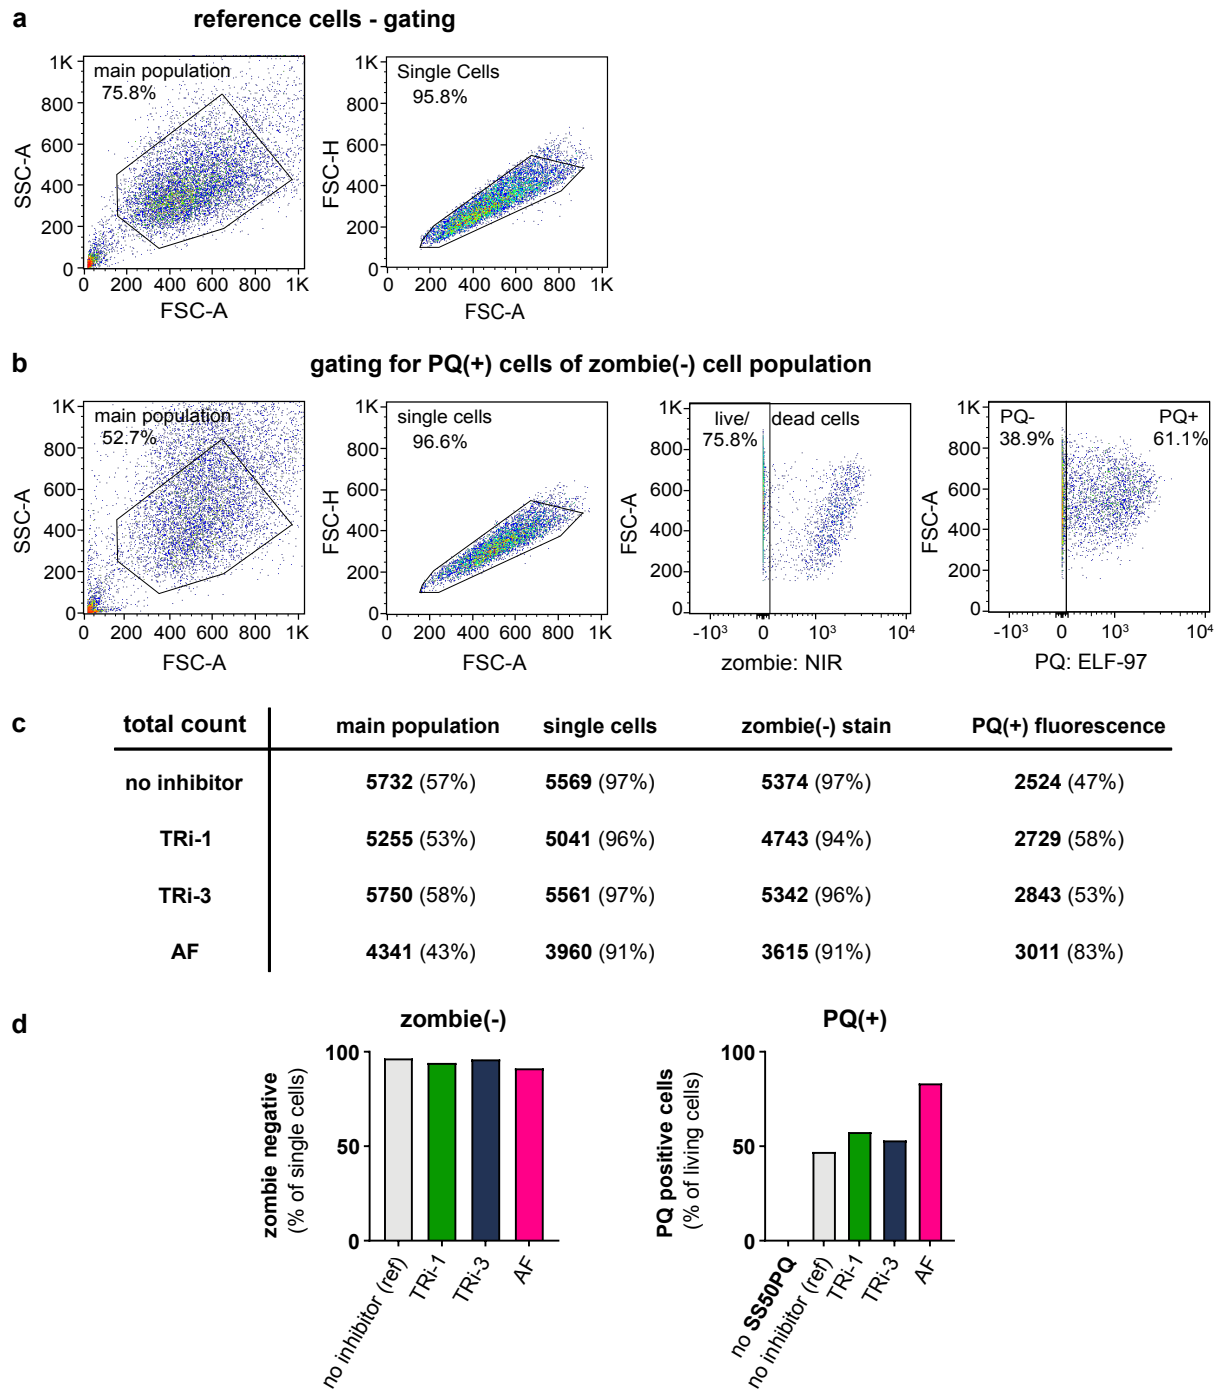 a
reference cells - gating
main population
75.8%
1K
800
600
400
200
0
SSC-A
0 200 400 600 800 1K
FSC-A
Single Cells
95.8%
1K
800
600
400
200
0
FSC-H
0 200 400 600 800 1K
FSC-A
b
gating for PQ(+) cells of zombie(-) cell population
main population
52.7%
1K
800
600
400
200
0
SSC-A
0 200 400 600 800 1K
FSC-A
single cells
96.6%
1K
800
600
400
200
0
FSC-H
0 200 400 600 800 1K
FSC-A
live/ dead cells
75.8%
1K
800
600
400
200
0
FSC-A
-10³ 0 10³ 10⁴
zombie: NIR
PQ- PQ+
38.9% 61.1%
1K
800
600
400
200
0
FSC-A
-10³ 0 10³ 10⁴
PQ: ELF-97
c
total count main population single cells zombie(-) stain PQ(+) fluorescence
no inhibitor 5732 (57%) 5569 (97%) 5374 (97%) 2524 (47%)
TRi-1 5255 (53%) 5041 (96%) 4743 (94%) 2729 (58%)
TRi-3 5750 (58%) 5561 (97%) 5342 (96%) 2843 (53%)
AF 4341 (43%) 3960 (91%) 3615 (91%) 3011 (83%)
d
zombie(-)
100
50
0
zombie negative
(% of single cells)
no inhibitor (ref)
TRi-1
TRi-3
AF
PQ(+)
100
50
0
PQ positive cells
(% of living cells)
no SS50PQ
no inhibitor (ref)
TRi-1
TRi-3
AF